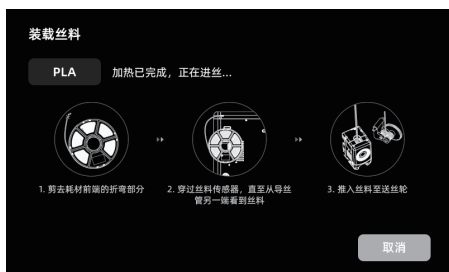 装载丝料
PLA
加热已完成，正在进丝...
1. 剪去耗材前端的折弯部分
2. 穿过丝料传感器，直至从导丝
管另一端看到丝料
3. 推入丝料至送丝轮
取消